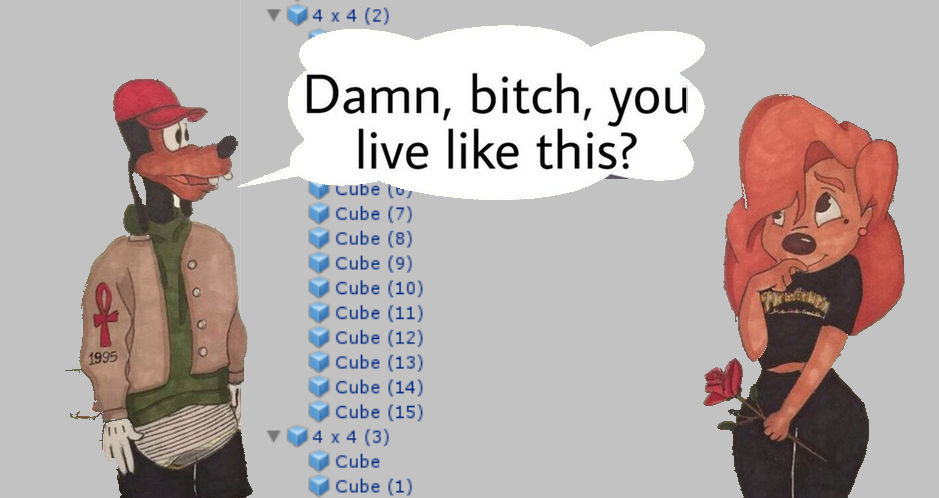 4 x 4 (2)
Damn, bitch, you
live like this?
Cube (6)
Cube (7)
Cube (8)
Cube (9)
Cube (10)
Cube (11)
Cube (12)
Cube (13)
Cube (14)
Cube (15)
4 x 4 (3)
Cube
Cube (1)
1995